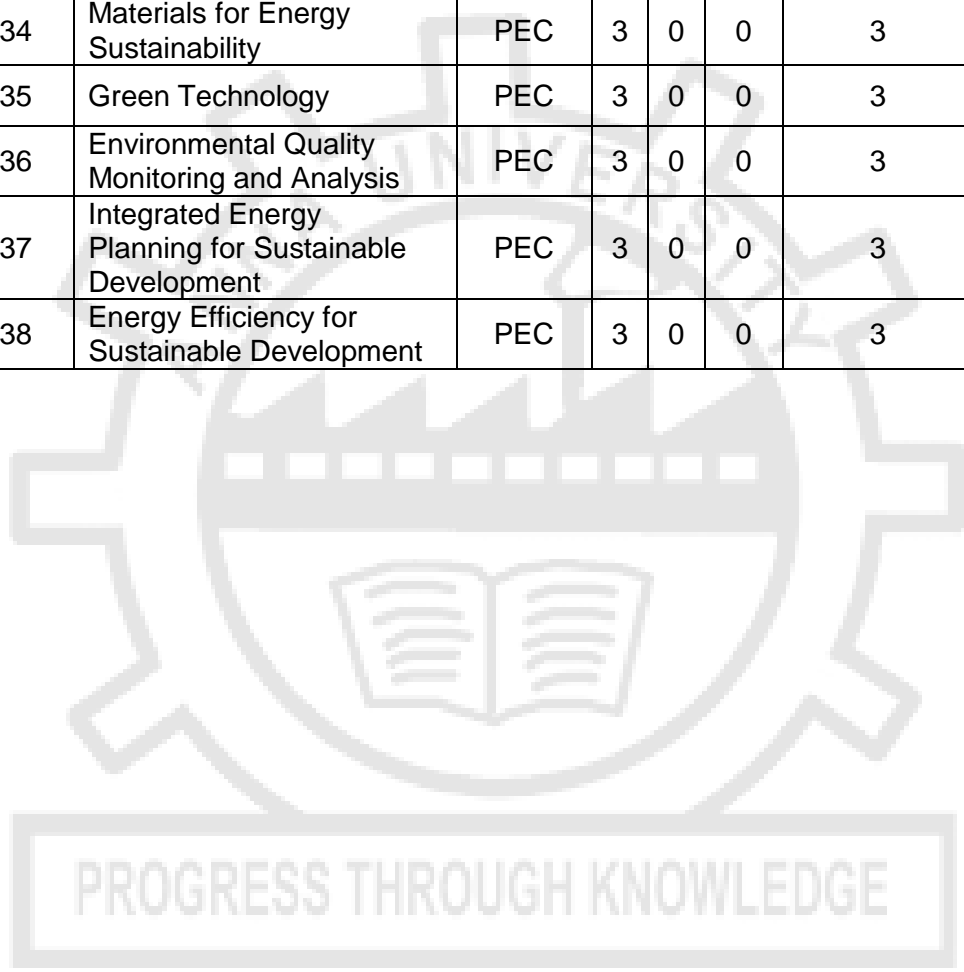 34 Materials for Energy Sustainability PEC 3 0 0 3
35 Green Technology PEC 3 0 0 3
36 Environmental Quality Monitoring and Analysis PEC 3 0 0 3
37 Integrated Energy Planning for Sustainable Development PEC 3 0 0 3
38 Energy Efficiency for Sustainable Development PEC 3 0 0 3
UNIVERSITY
PROGRESS THROUGH KNOWLEDGE